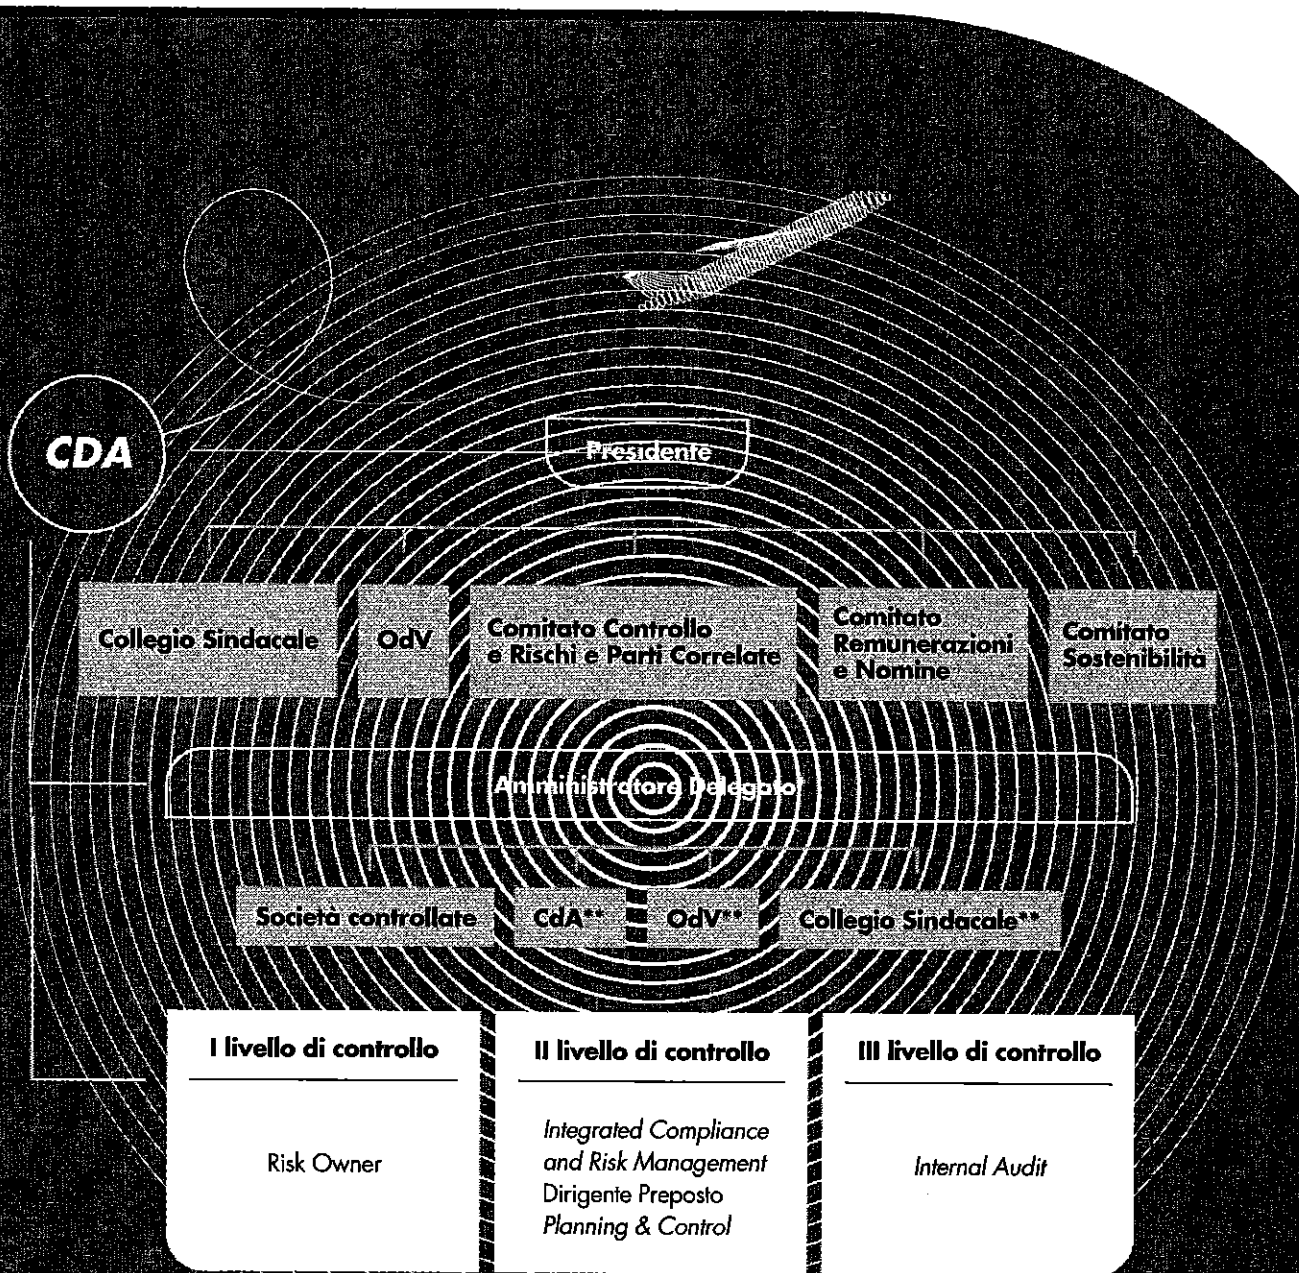 CDA
Presidente
Collegio Sindacale
OdV
Comitato Controllo
e Rischi e Parti Correlate
Comitato
Remunerazioni
e Nomine
Comitato
Sostenibilità
Amministratore Delegato*
Società controllate
CdA**
OdV**
Collegio Sindacale**
I livello di controllo
Risk Owner
II livello di controllo
Integrated Compliance
and Risk Management
Dirigente Preposto
Planning & Control
III livello di controllo
Internal Audit